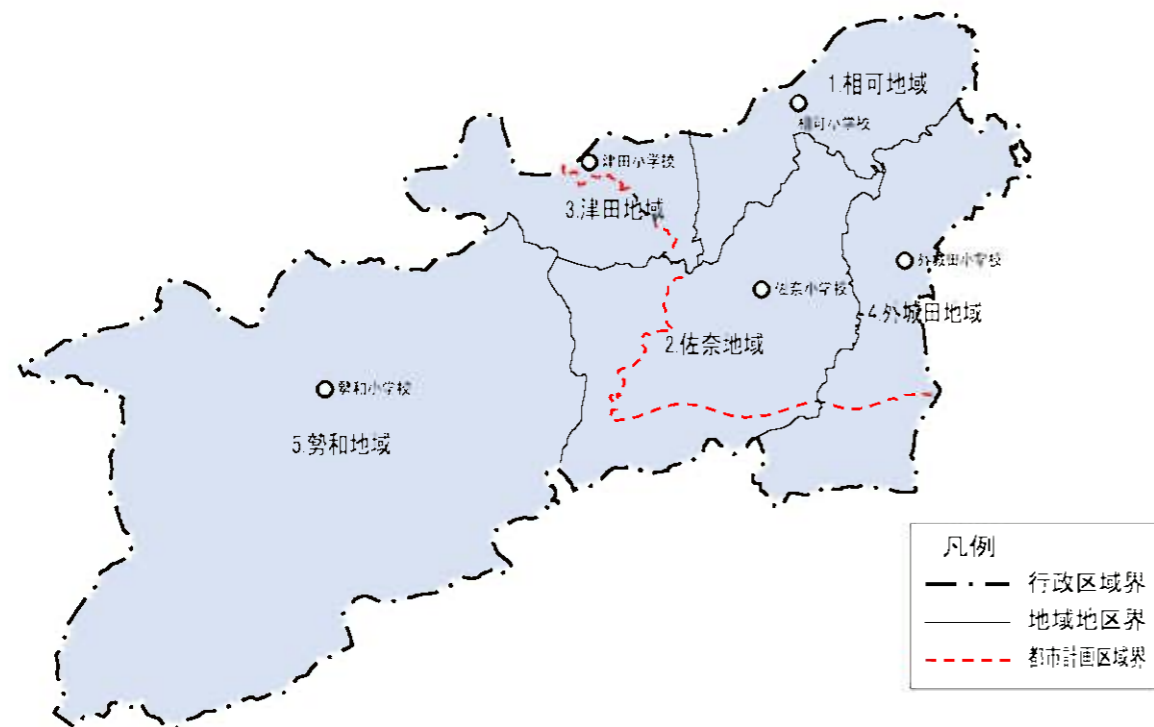 1.相可地域
相可小学校
津田小学校
3.津田地域
外城田小学校
佐奈小学校
4.外城田地域
2.佐奈地域
勢和小学校
5.勢和地域
凡例
行政区域界
地域地区界
都市計画区域界